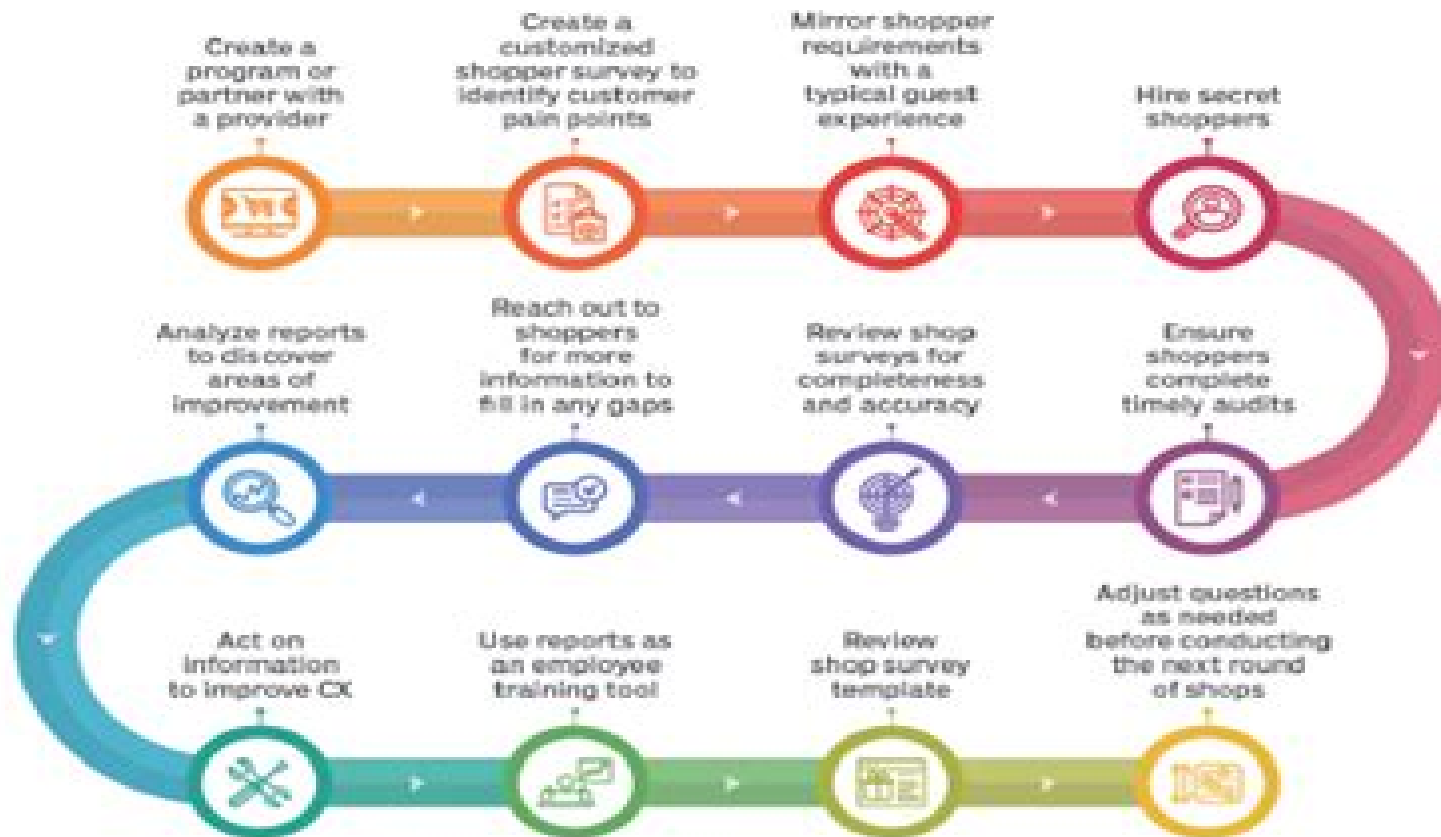 Create a
program or
partner with
a provider
Create a
customized
shopper survey to
identify customer
pain points
Mirror shopper
requirements
with a
typical guest
experience
Hire secret
shoppers
Ensure
shoppers
complete
timely audits
Review shop
surveys for
completeness
and accuracy
Reach out to
shoppers
for more
information to
fill in any gaps
Analyze reports
to discover
areas of
improvement
Act on
information
to improve CX
Use reports as
an employee
training tool
Review
shop survey
template
Adjust questions
as needed
before conducting
the next round
of shops